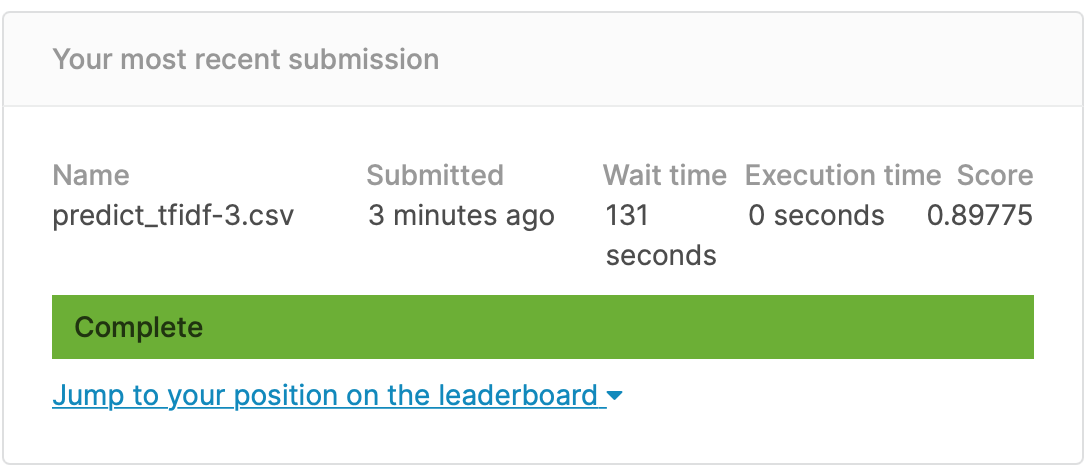 Your most recent submission
Name Submitted Wait time Execution time Score
predict_tfidf-3.csv 3 minutes ago 131 seconds 0 seconds 0.89775
Complete
Jump to your position on the leaderboard